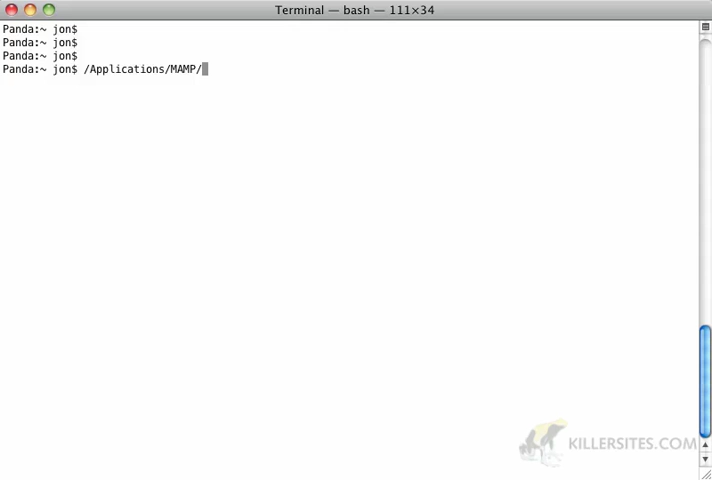 Terminal — bash — 111×34
Panda:~ jon$
Panda:~ jon$
Panda:~ jon$
Panda:~ jon$ /Applications/MAMP/
KILLERSITES.COM